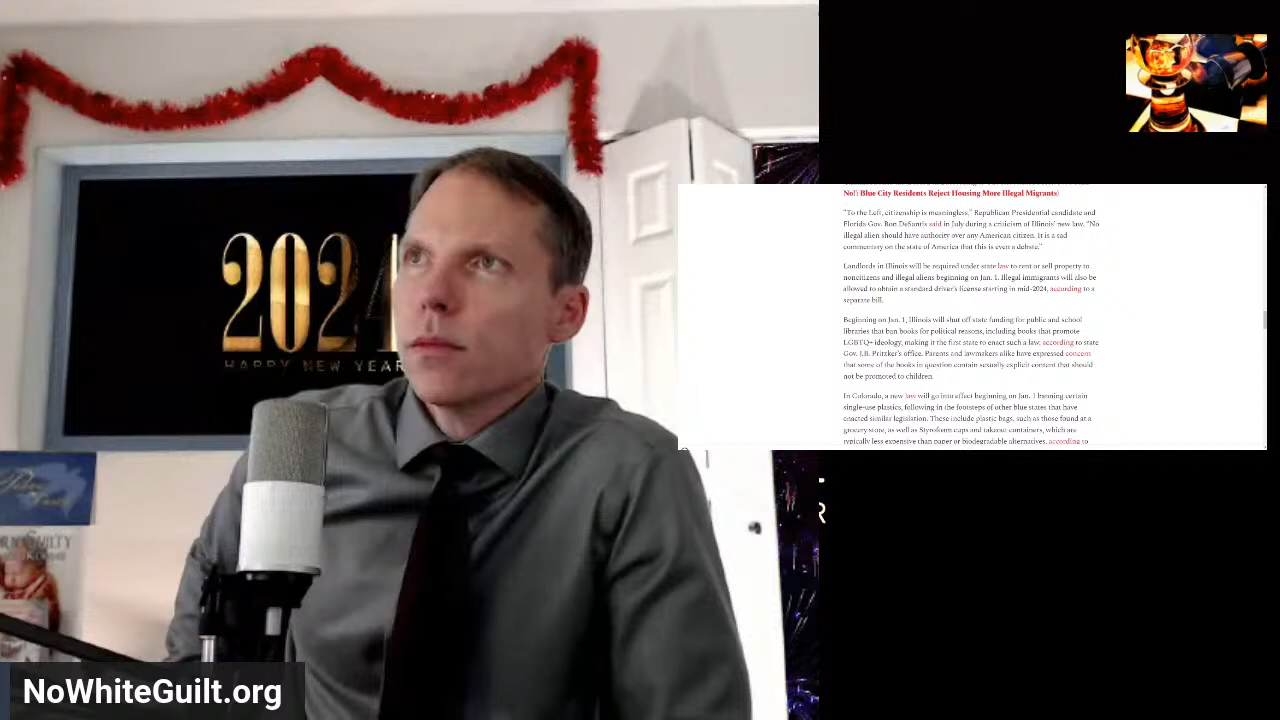 2024
HAPPY NEW YEAR
No!) Blue City Residents Reject Housing More Illegal Migrants)
"To the Left, citizenship is meaningless," Republican Presidential candidate and
Florida Gov. Ron DeSantis said in July during a criticism of Illinois' new law. "No
illegal alien should have authority over any American citizen. It is a sad
commentary on the state of America that this is even a debate."
Landlords in Illinois will be required under state law to rent or sell property to
noncitizens and illegal aliens beginning on Jan. 1. Illegal immigrants will also be
allowed to obtain a standard driver's license starting in mid-2024, according to a
separate bill.
Beginning on Jan. 1, Illinois will shut off state funding for public and school
libraries that ban books for political reasons, including books that promote
LGBTQ+ ideology, making it the first state to enact such a law, according to state
Gov. J.B. Pritzker's office. Parents and lawmakers alike have expressed concern
that some of the books in question contain sexually explicit content that should
not be promoted to children.
In Colorado, a new law will go into effect beginning on Jan. 1 banning certain
single-use plastics, following in the footsteps of other blue states that have
enacted similar legislation. These include plastic bags, such as those found at a
grocery store, as well as Styrofoam cups and takeout containers, which are
typically less expensive than paper or biodegradable alternatives, according to
R
NoWhiteGuilt.org